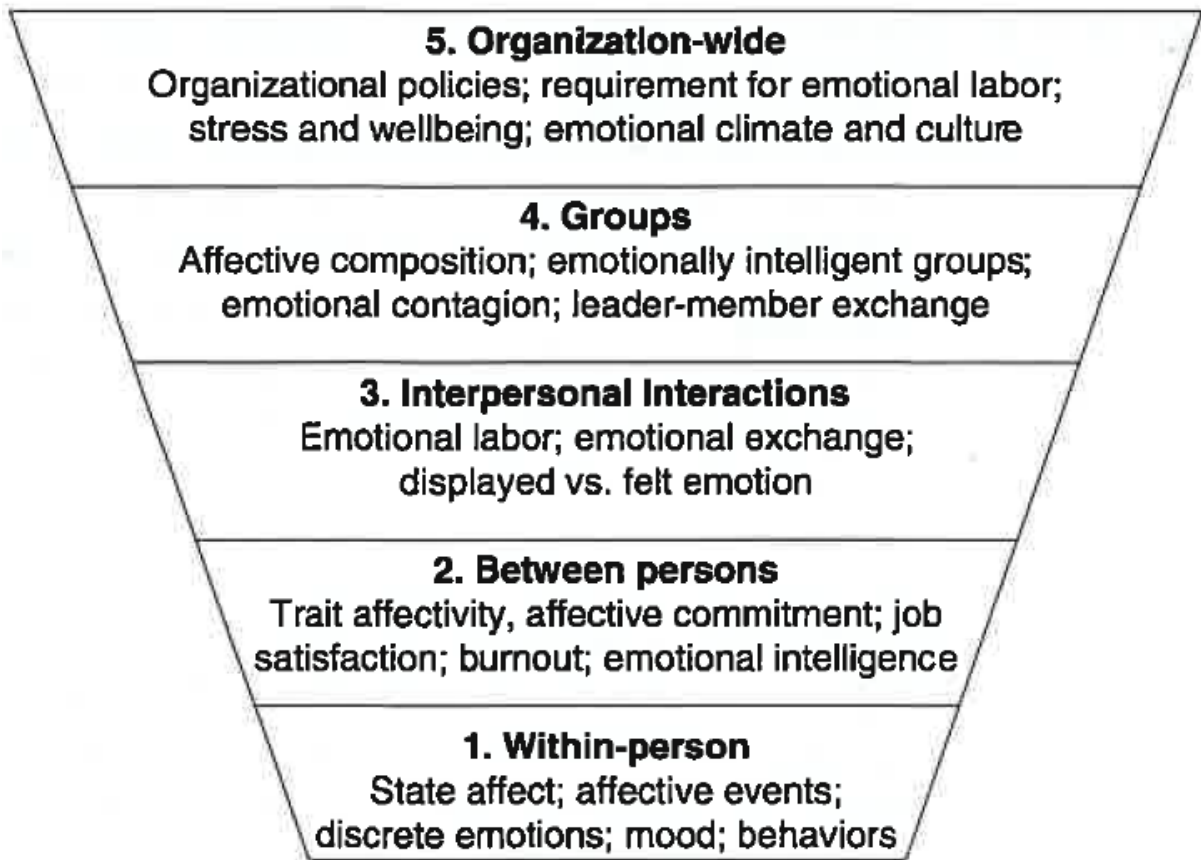 5. Organization-wide
Organizational policies; requirement for emotional labor;
stress and wellbeing; emotional climate and culture
4. Groups
Affective composition; emotionally intelligent groups;
emotional contagion; leader-member exchange
3. Interpersonal Interactions
Emotional labor; emotional exchange;
displayed vs. felt emotion
2. Between persons
Trait affectivity, affective commitment; job
satisfaction; burnout; emotional intelligence
1. Within-person
State affect; affective events;
discrete emotions; mood; behaviors